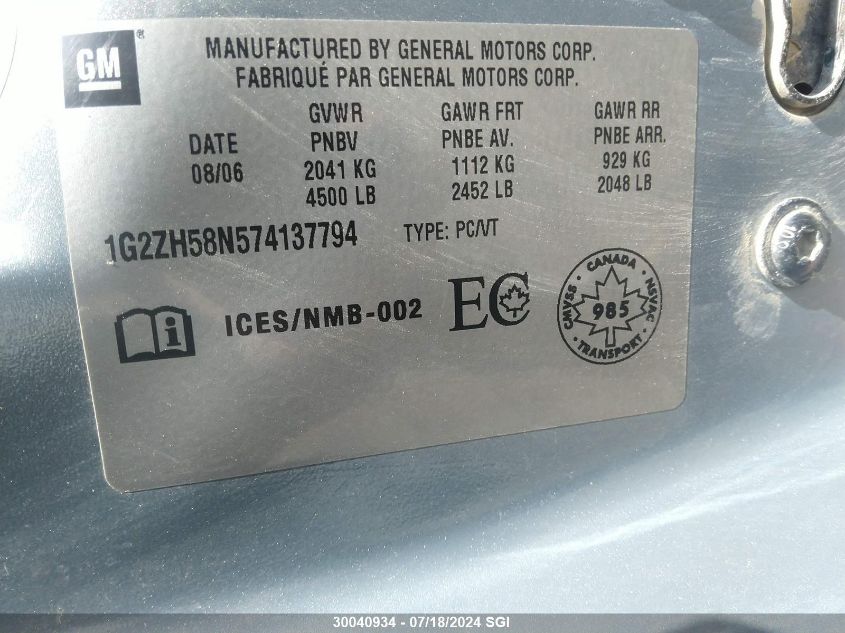 GM ®
MANUFACTURED BY GENERAL MOTORS CORP.
FABRIQUÉ PAR GENERAL MOTORS CORP.
GVWR GAWR FRT GAWR RR
DATE PNBV PNBE AV. PNBE ARR.
08/06 2041 KG 1112 KG 929 KG
4500 LB 2452 LB 2048 LB
1G2ZH58N574137794 TYPE: PC/VT
i ICES/NMB-002 EC
CANADA
CMVSS 985 NSVAC
TRANSPORT
30040934 - 07/18/2024 SGI